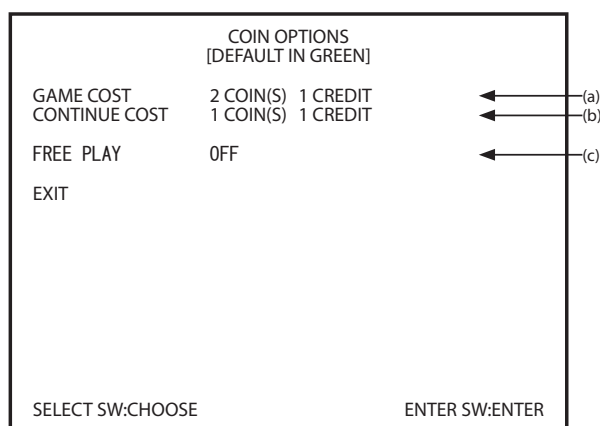 COIN OPTIONS
[DEFAULT IN GREEN]
GAME COST 2 COIN(S) 1 CREDIT (a)
CONTINUE COST 1 COIN(S) 1 CREDIT (b)
FREE PLAY OFF (c)
EXIT
SELECT SW:CHOOSE ENTER SW:ENTER